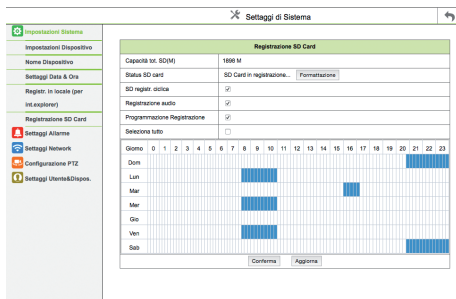 Settaggi di Sistema
Impostazioni Sistema
Impostazioni Dispositivo
Nome Dispositivo
Settaggi Data & Ora
Registr. in locale (per
int.explorer)
Registrazione SD Card
Settaggi Allarme
Settaggi Network
Configurazione PTZ
Settaggi Utente&Dispos.
Registrazione SD Card
Capacità tot. SD(M) 1898 M
Status SD card SD Card in registrazione... Formattazione
SD registr. ciclica
Registrazione audio
Programmazione Registrazione
Seleziona tutto
Giorno 0 1 2 3 4 5 6 7 8 9 10 11 12 13 14 15 16 17 18 19 20 21 22 23
Dom
Lun
Mar
Mer
Gio
Ven
Sab
Conferma Aggiorna